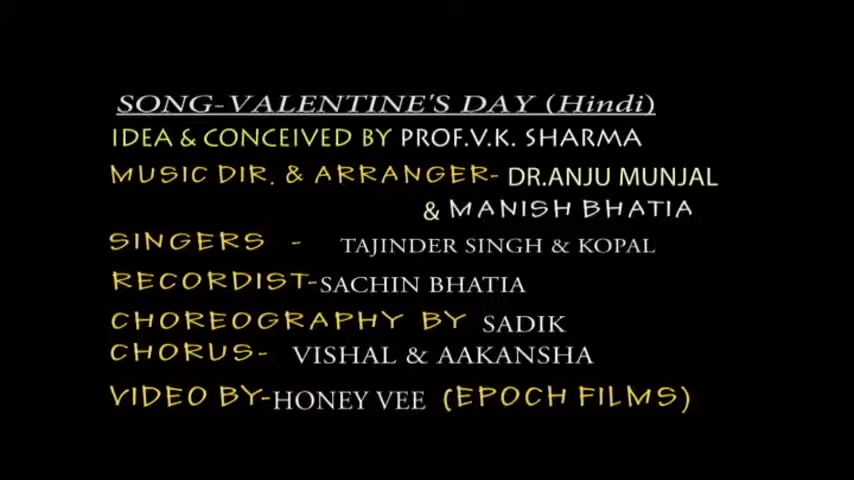 SONG-VALENTINE'S DAY (Hindi)
IDEA & CONCEIVED BY PROF.V.K. SHARMA
MUSIC DIR. & ARRANGER- DR.ANJU MUNJAL
& MANISH BHATIA
SINGERS - TAJINDER SINGH & KOPAL
RECORDIST-SACHIN BHATIA
CHOREOGRAPHY BY SADIK
CHORUS- VISHAL & AAKANSHA
VIDEO BY-HONEY VEE (EPOCH FILMS)